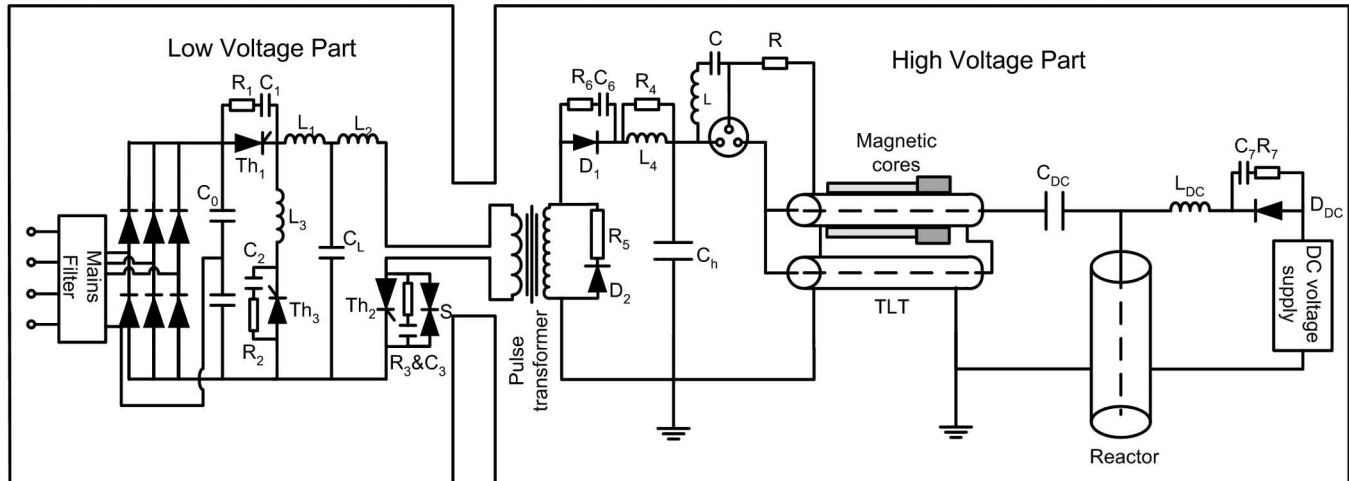 Low Voltage Part
High Voltage Part
R1
C1
Th1
L1
L2
C0
L3
C2
R2
Th3
CL
Th2
S
R3&C3
Mains
Filter
Pulse
transformer
R6C6
D1
R4
L4
C
R
L
R5
D2
Ch
Magnetic
cores
TLT
CDC
LDC
C7R7
DDC
DC voltage
supply
Reactor